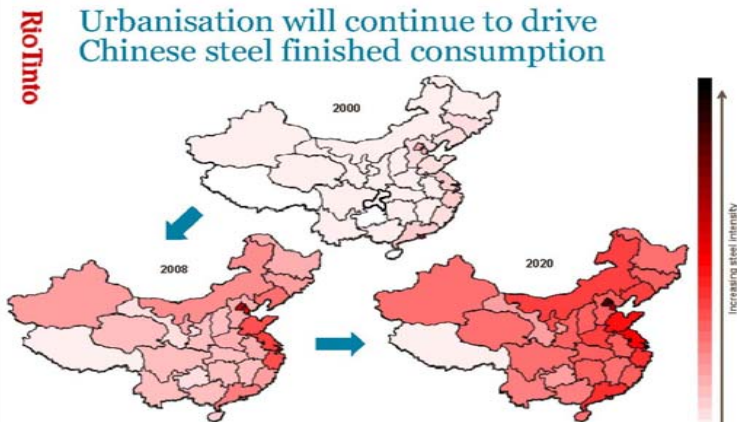 RioTinto
Urbanisation will continue to drive
Chinese steel finished consumption
2000
2008
2020
Increasing steel intensity